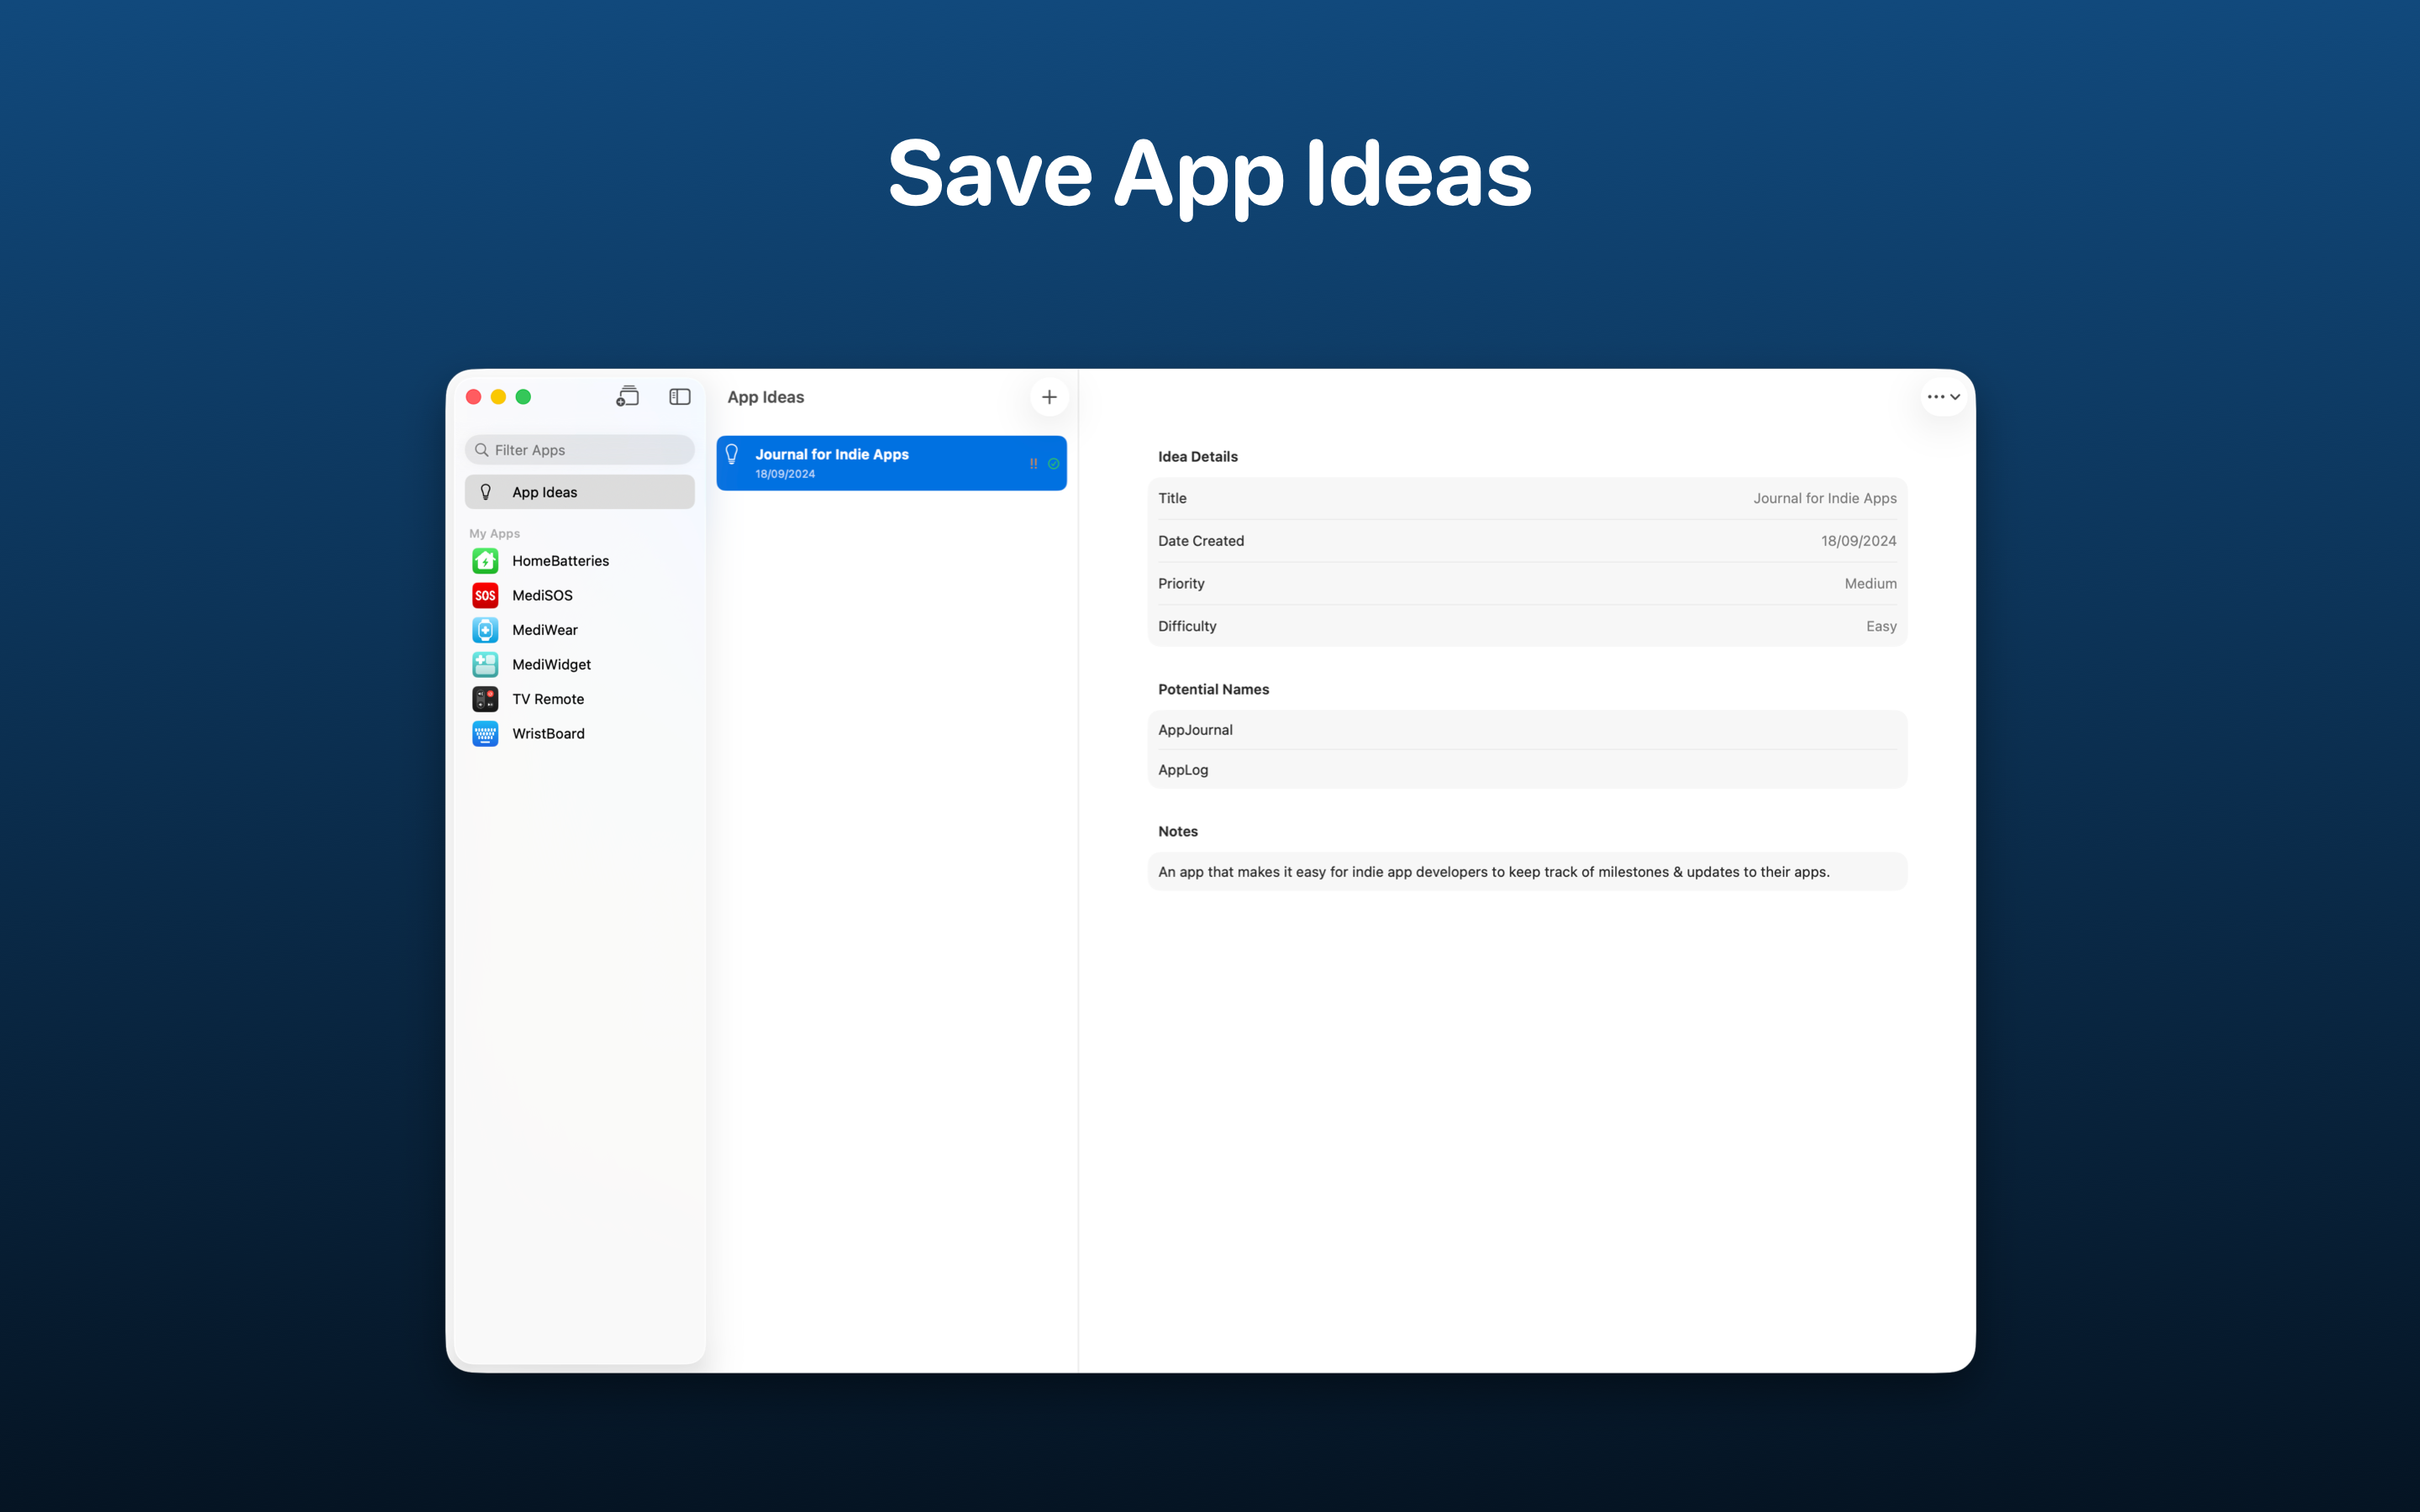 Save App Ideas
Filter Apps
App Ideas
My Apps
HomeBatteries
SOS
MediSOS
MediWear
MediWidget
TV Remote
WristBoard
App Ideas
Journal for Indie Apps
18/09/2024
!!
Idea Details
Title Journal for Indie Apps
Date Created 18/09/2024
Priority Medium
Difficulty Easy
Potential Names
AppJournal
AppLog
Notes
An app that makes it easy for indie app developers to keep track of milestones & updates to their apps.